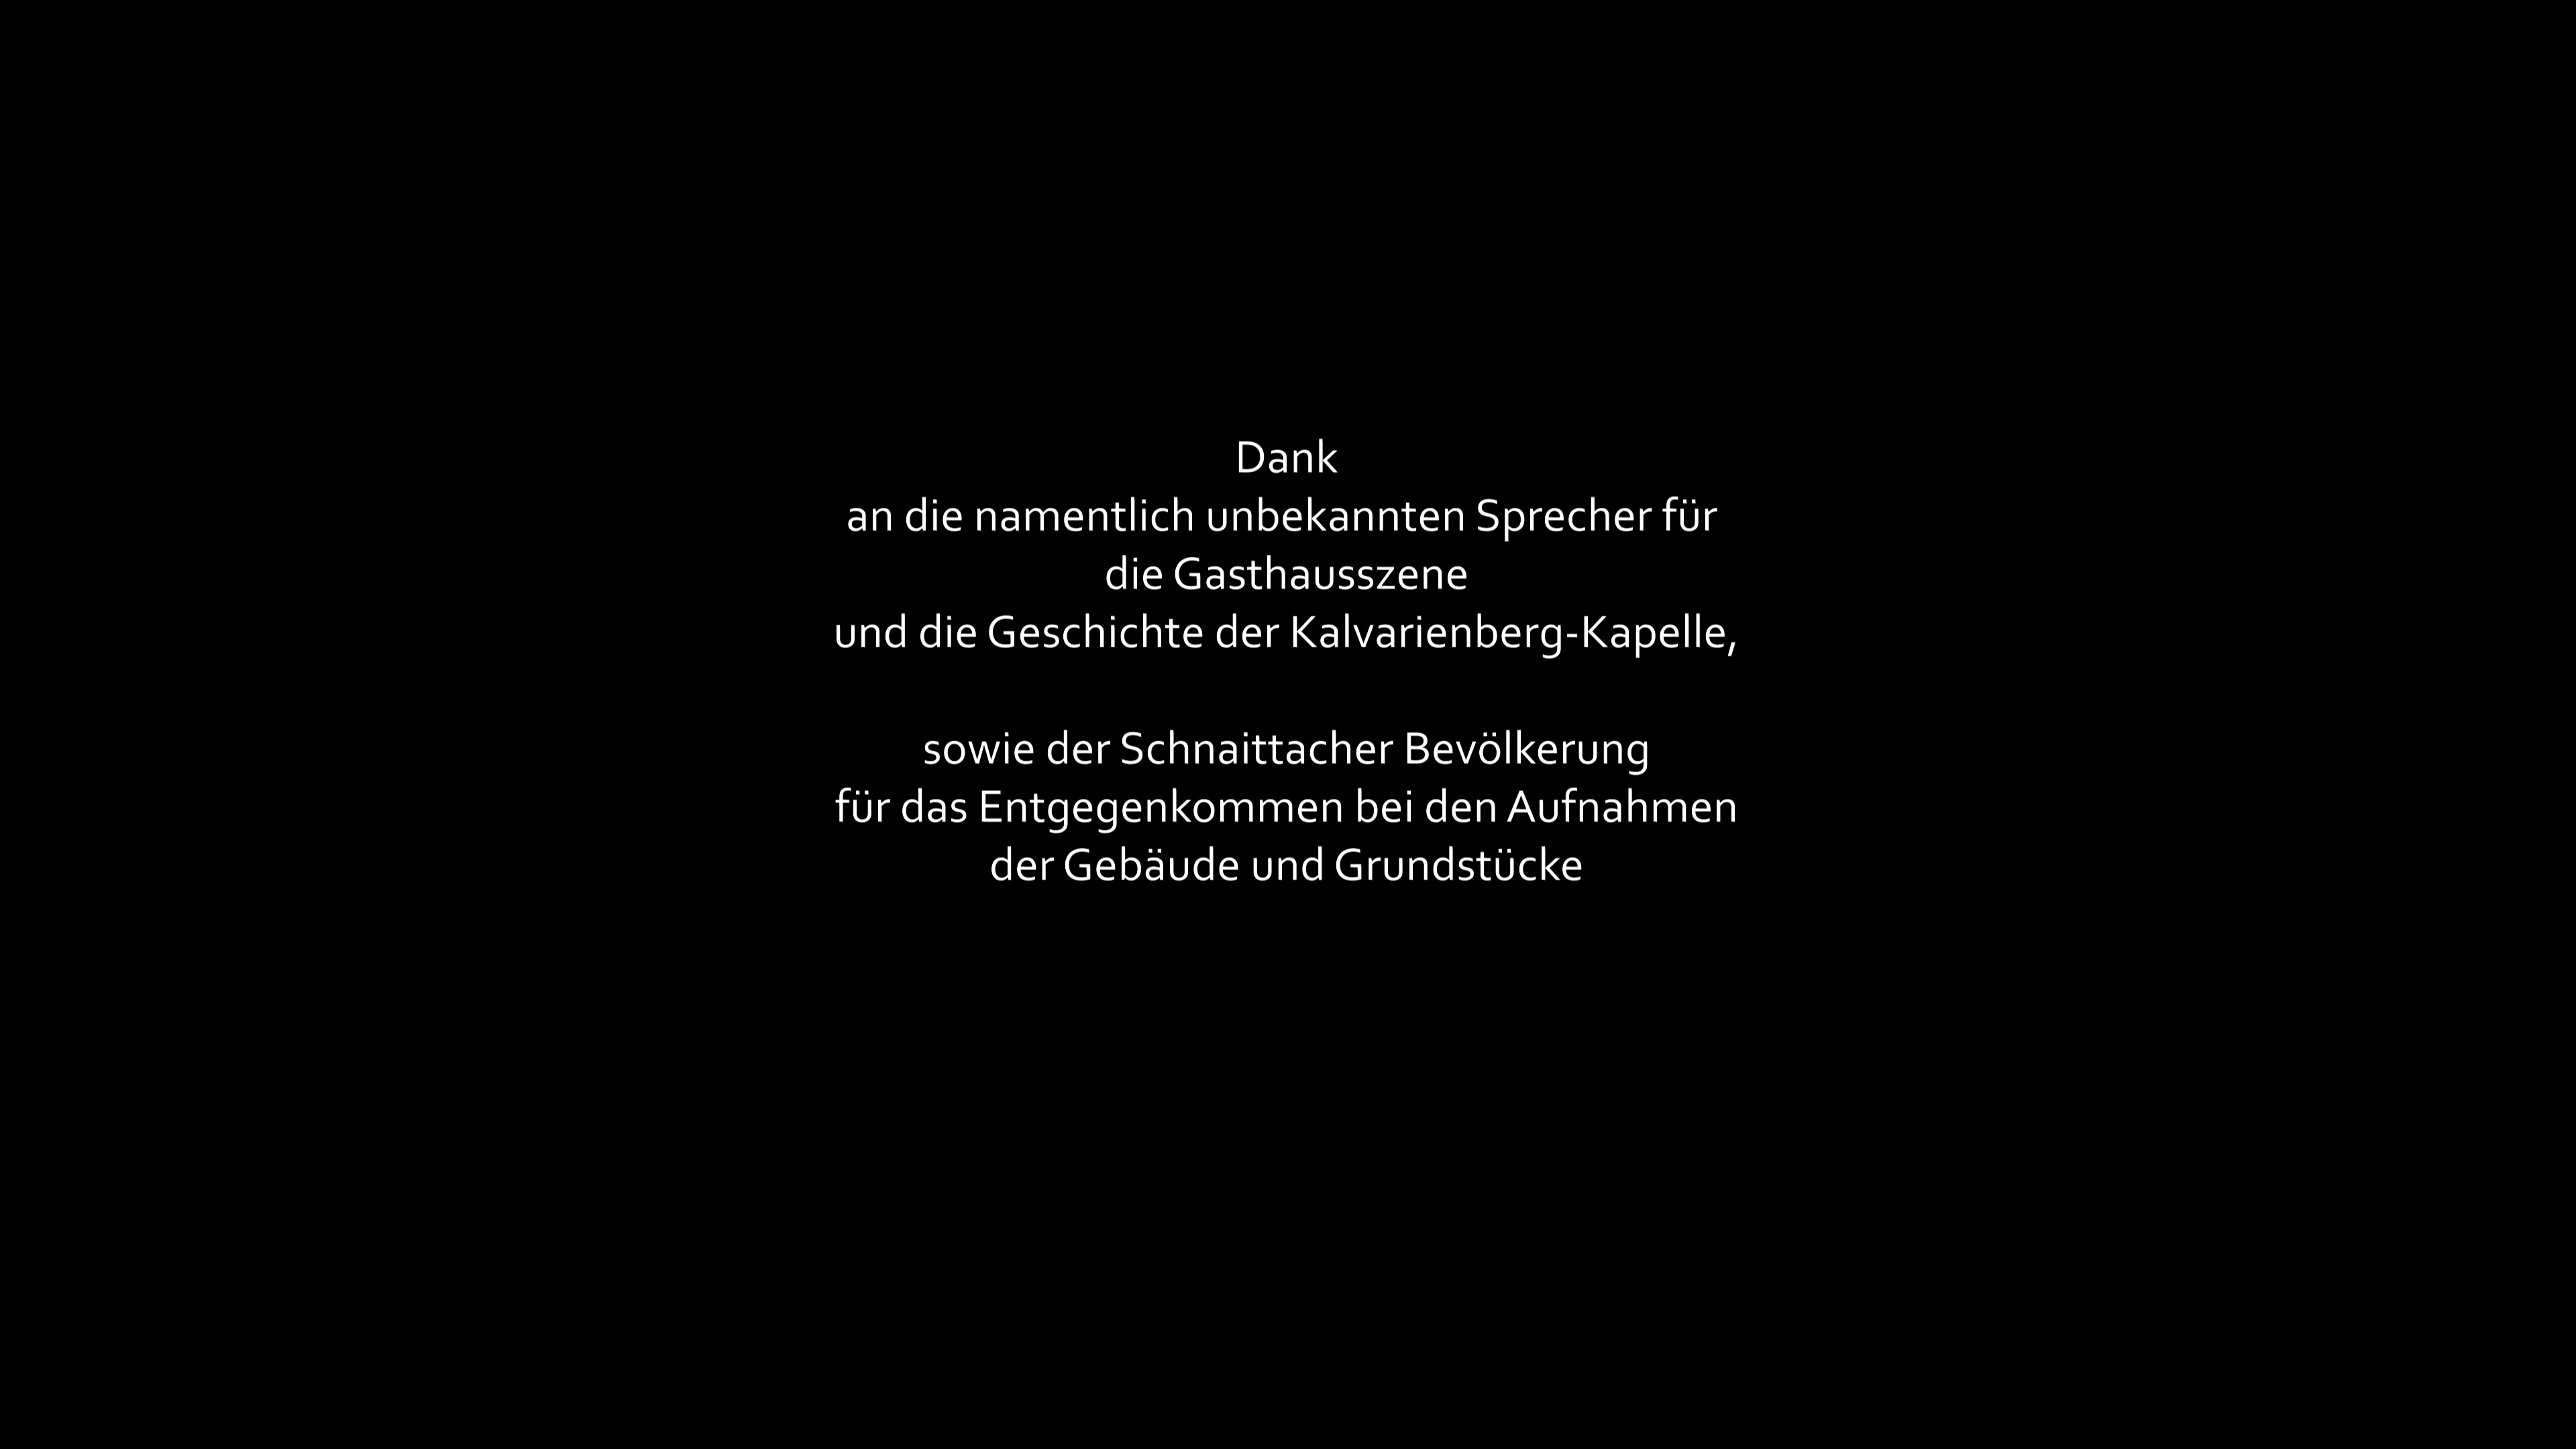 Dank
an die namentlich unbekannten Sprecher für
die Gasthausszene
und die Geschichte der Kalvarienberg-Kapelle,
sowie der Schnaittacher Bevölkerung
für das Entgegenkommen bei den Aufnahmen
der Gebäude und Grundstücke